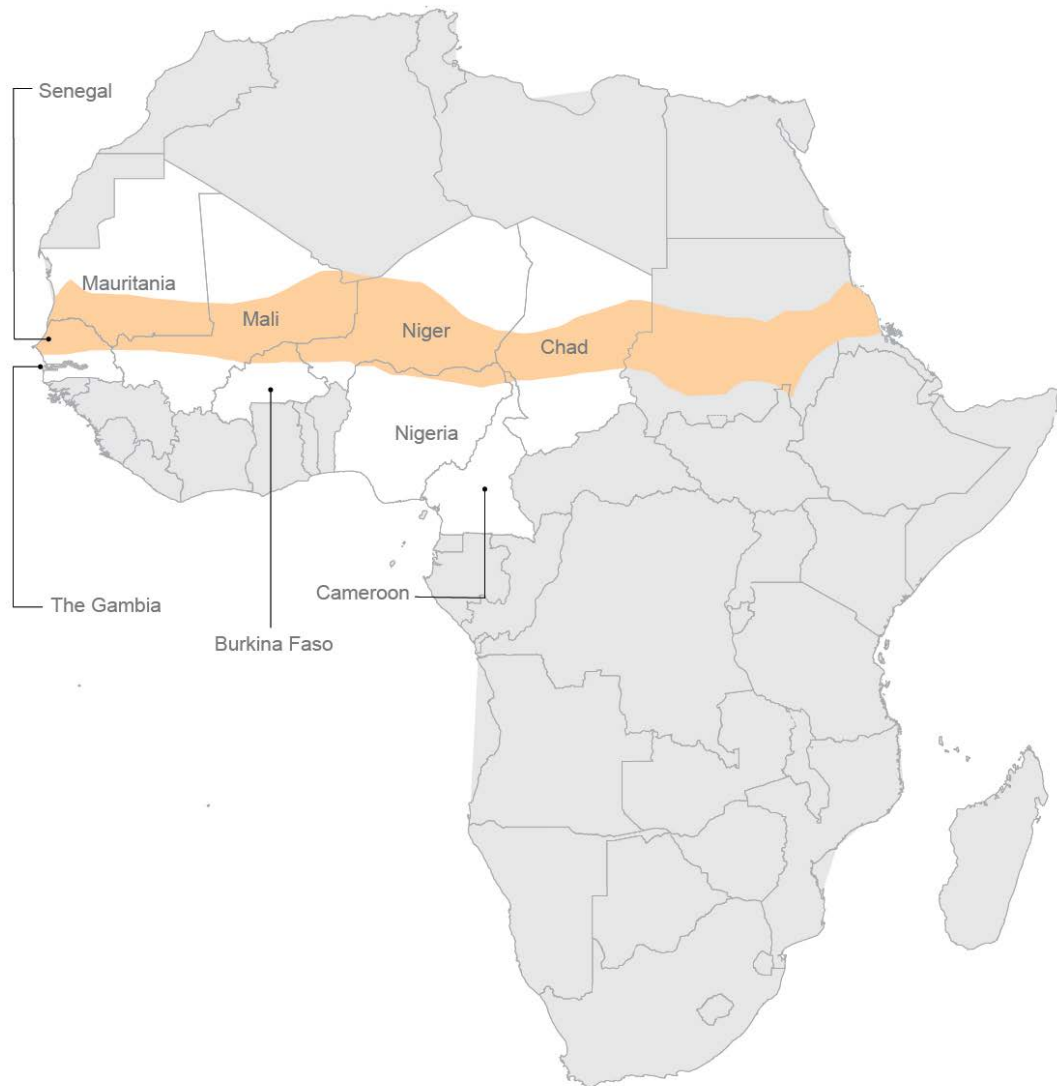 Senegal
Mauritania
Mali
Niger
Chad
Nigeria
Cameroon
The Gambia
Burkina Faso